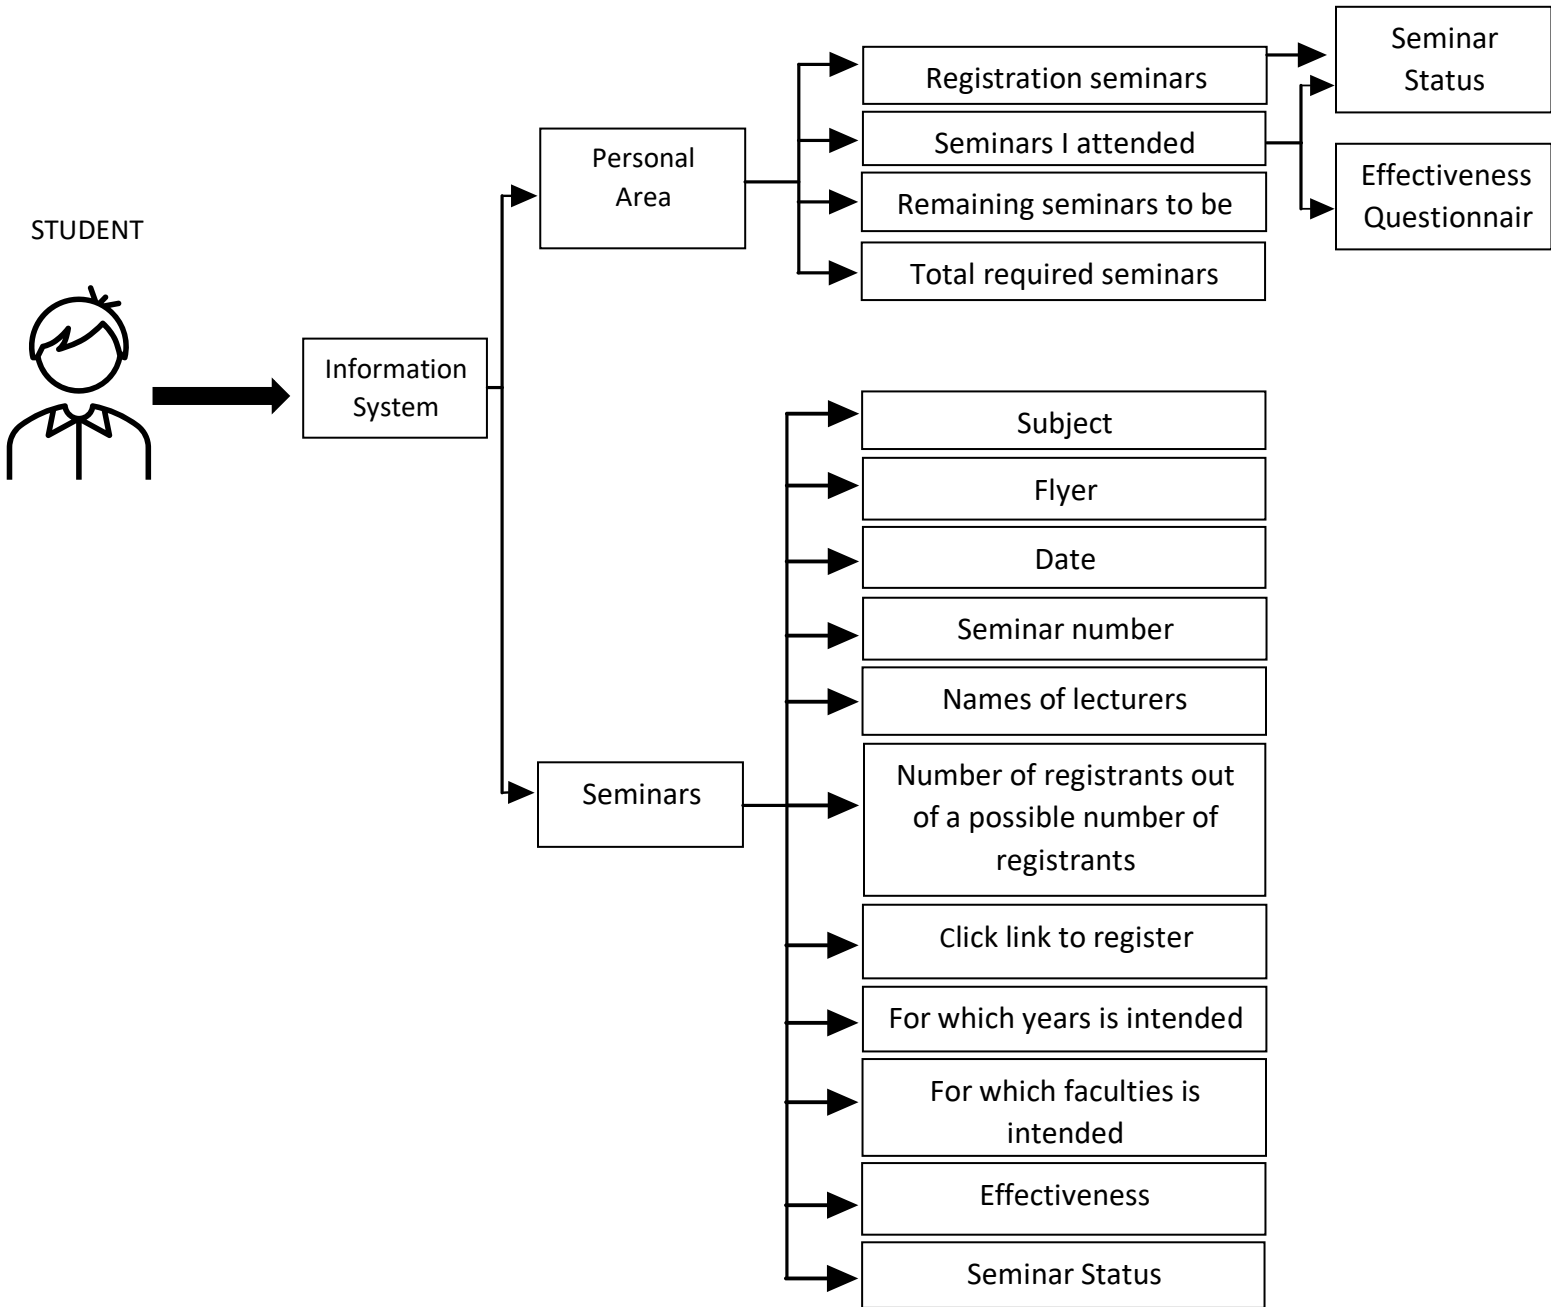 STUDENT
Information
System
Personal
Area
Registration seminars
Seminars I attended
Remaining seminars to be
Total required seminars
Seminar
Status
Effectiveness
Questionnair
Seminars
Subject
Flyer
Date
Seminar number
Names of lecturers
Number of registrants out
of a possible number of
registrants
Click link to register
For which years is intended
For which faculties is
intended
Effectiveness
Seminar Status